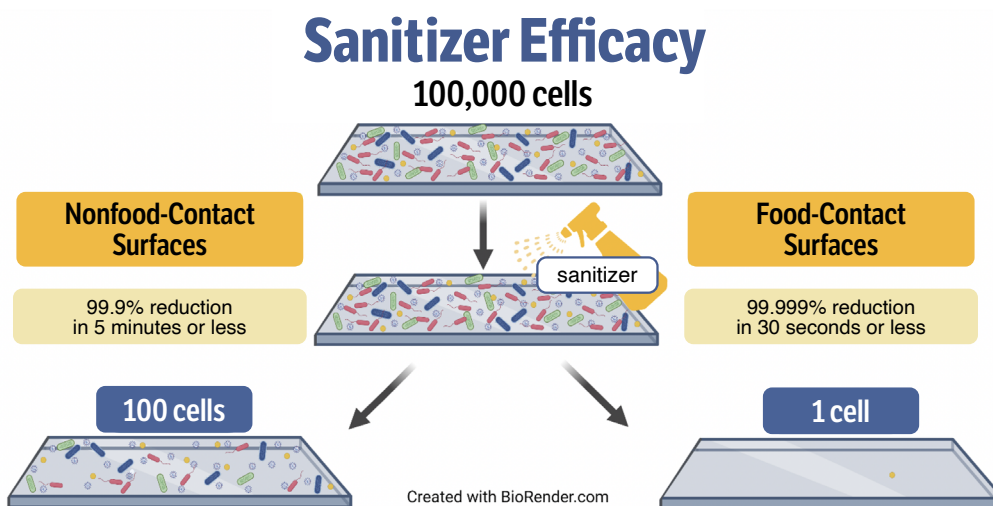 Sanitizer Efficacy
100,000 cells
Nonfood-Contact
Surfaces
99.9% reduction
in 5 minutes or less
sanitizer
Food-Contact
Surfaces
99.999% reduction
in 30 seconds or less
100 cells
1 cell
Created with BioRender.com